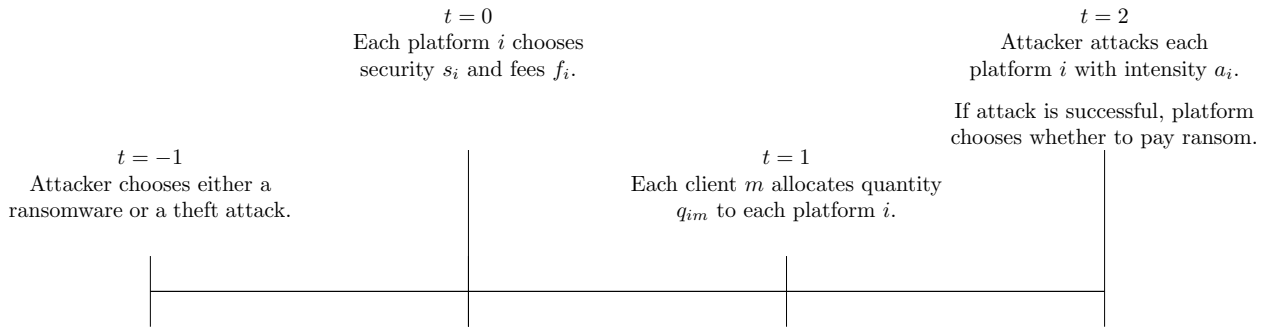 t = −1
Attacker chooses either a
ransomware or a theft attack.
t = 0
Each platform i chooses
security s_i and fees f_i.
t = 1
Each client m allocates quantity
q_{im} to each platform i.
t = 2
Attacker attacks each
platform i with intensity a_i.
If attack is successful, platform
chooses whether to pay ransom.